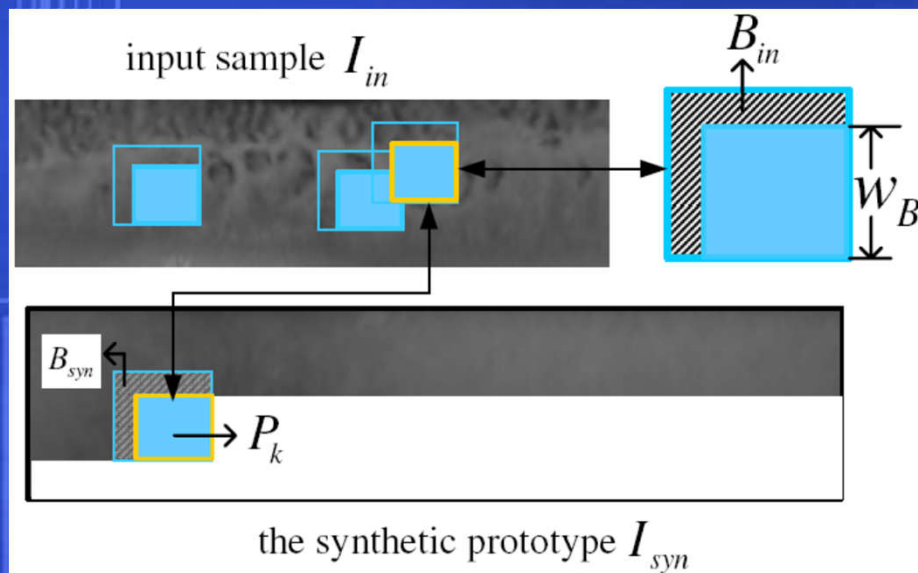 input sample I_in
B_in
w_B
B_syn
P_k
the synthetic prototype I_syn